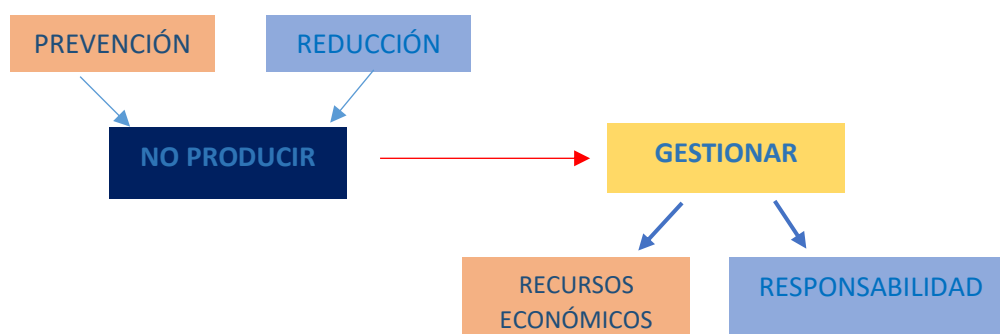 PREVENCIÓN
REDUCCIÓN
NO PRODUCIR
GESTIONAR
RECURSOS
ECONÓMICOS
RESPONSABILIDAD